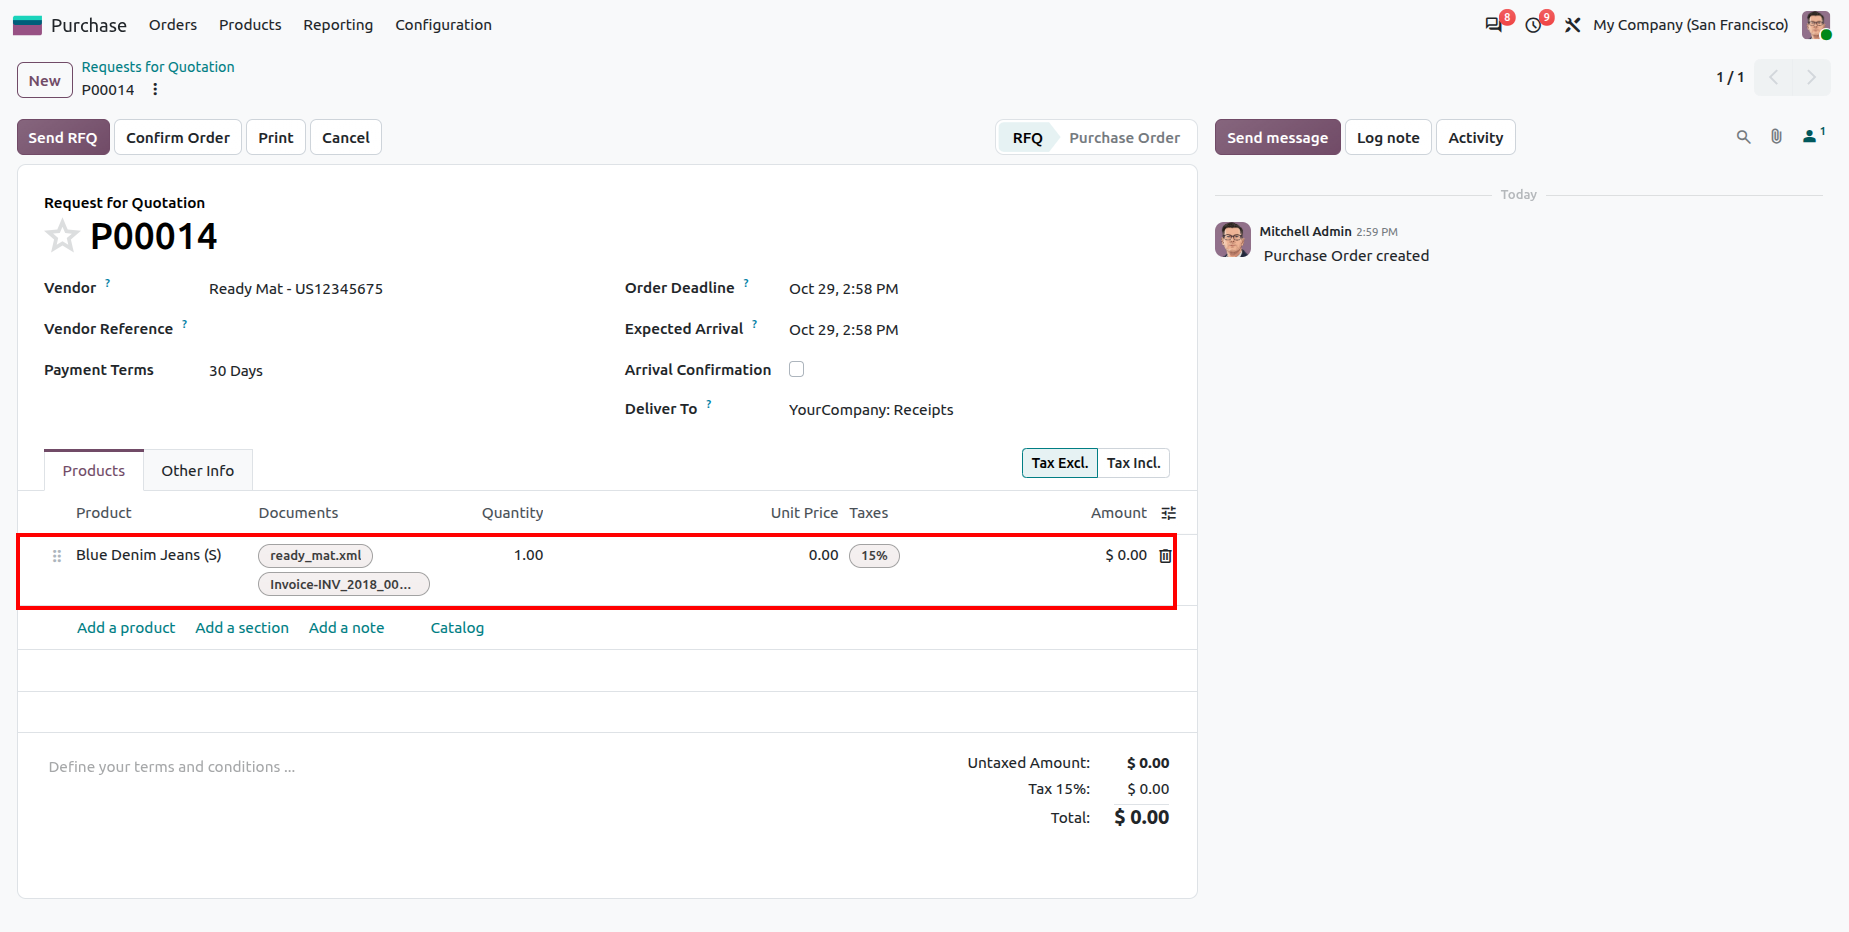 Purchase Orders Products Reporting Configuration 8 9 My Company (San Francisco)
New Requests for Quotation
P00014
1 / 1
Send RFQ Confirm Order Print Cancel RFQ Purchase Order Send message Log note Activity 1
Today
Request for Quotation
P00014
Mitchell Admin 2:59 PM
Purchase Order created
Vendor ? Ready Mat - US12345675 Order Deadline ? Oct 29, 2:58 PM
Vendor Reference ? Expected Arrival ? Oct 29, 2:58 PM
Payment Terms 30 Days Arrival Confirmation
Deliver To ? YourCompany: Receipts
Products Other Info Tax Excl. Tax Incl.
Product Documents Quantity Unit Price Taxes Amount
Blue Denim Jeans (S) ready_mat.xml 1.00 0.00 15% $ 0.00
Invoice-INV_2018_00...
Add a product Add a section Add a note Catalog
Define your terms and conditions ...
Untaxed Amount: $ 0.00
Tax 15%: $ 0.00
Total: $ 0.00